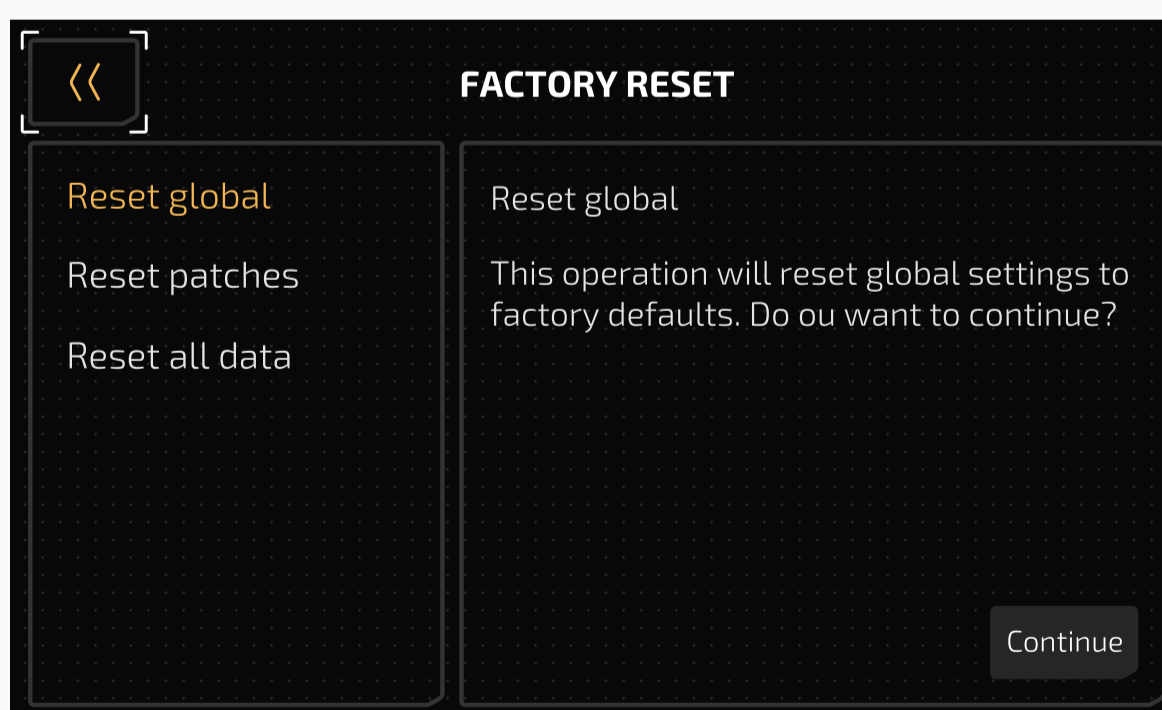 FACTORY RESET
Reset global
Reset patches
Reset all data
Reset global
This operation will reset global settings to
factory defaults. Do ou want to continue?
Continue